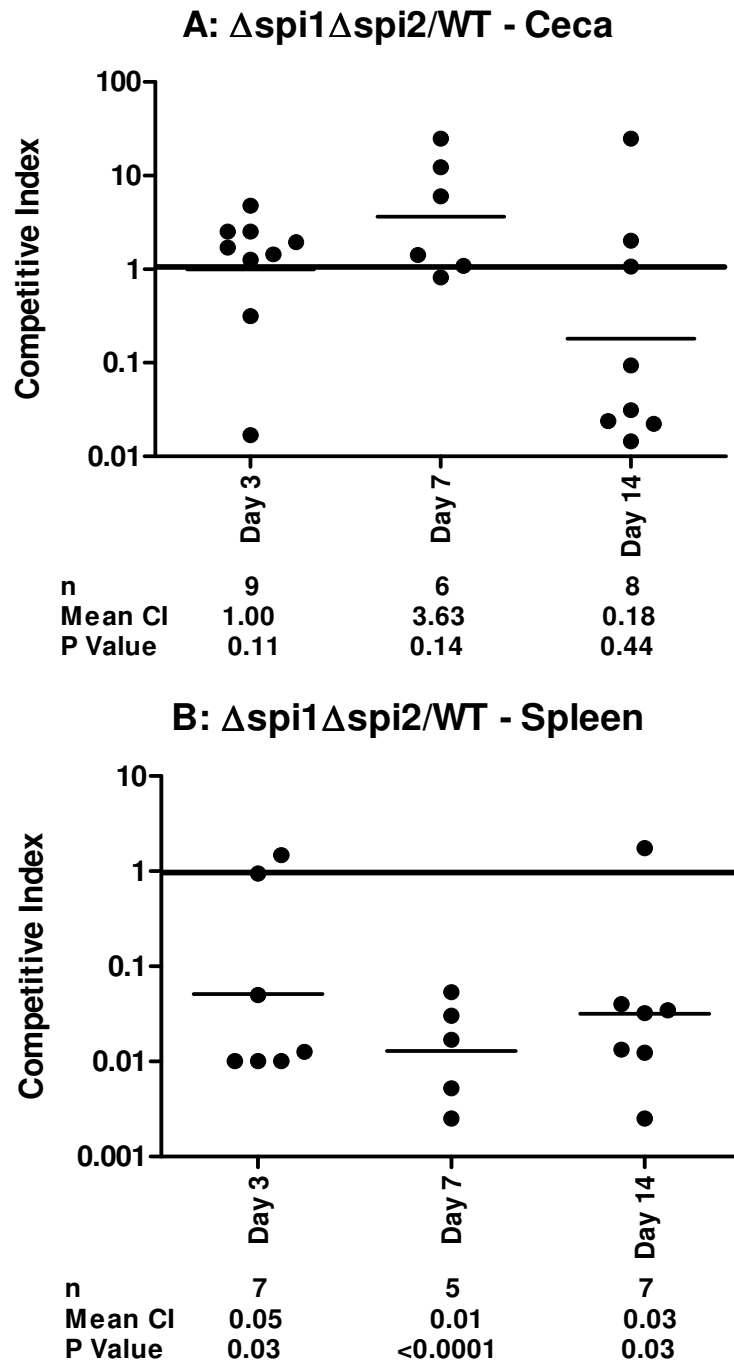 A: Δspi1Δspi2/WT - Ceca
Competitive Index
100
10
1
0.1
0.01
Day 3
Day 7
Day 14
n 9 6 8
Mean CI 1.00 3.63 0.18
P Value 0.11 0.14 0.44
B: Δspi1Δspi2/WT - Spleen
Competitive Index
10
1
0.1
0.01
0.001
Day 3
Day 7
Day 14
n 7 5 7
Mean CI 0.05 0.01 0.03
P Value 0.03 <0.0001 0.03